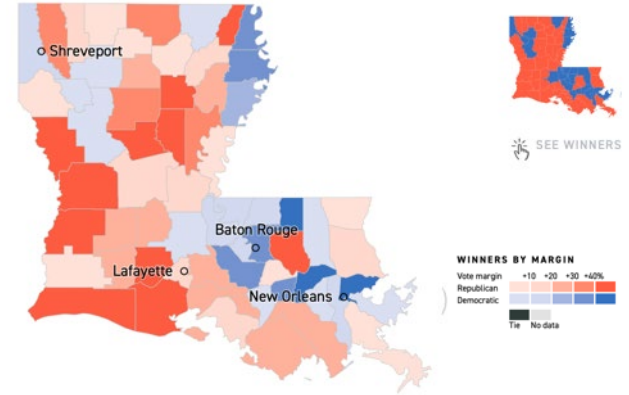 Shreveport
SEE WINNERS
Baton Rouge
WINNERS BY MARGIN
Lafayette
Vote margin +10 +20 +30 +40%
Republican
New Orleans
Democratic
Tie No data